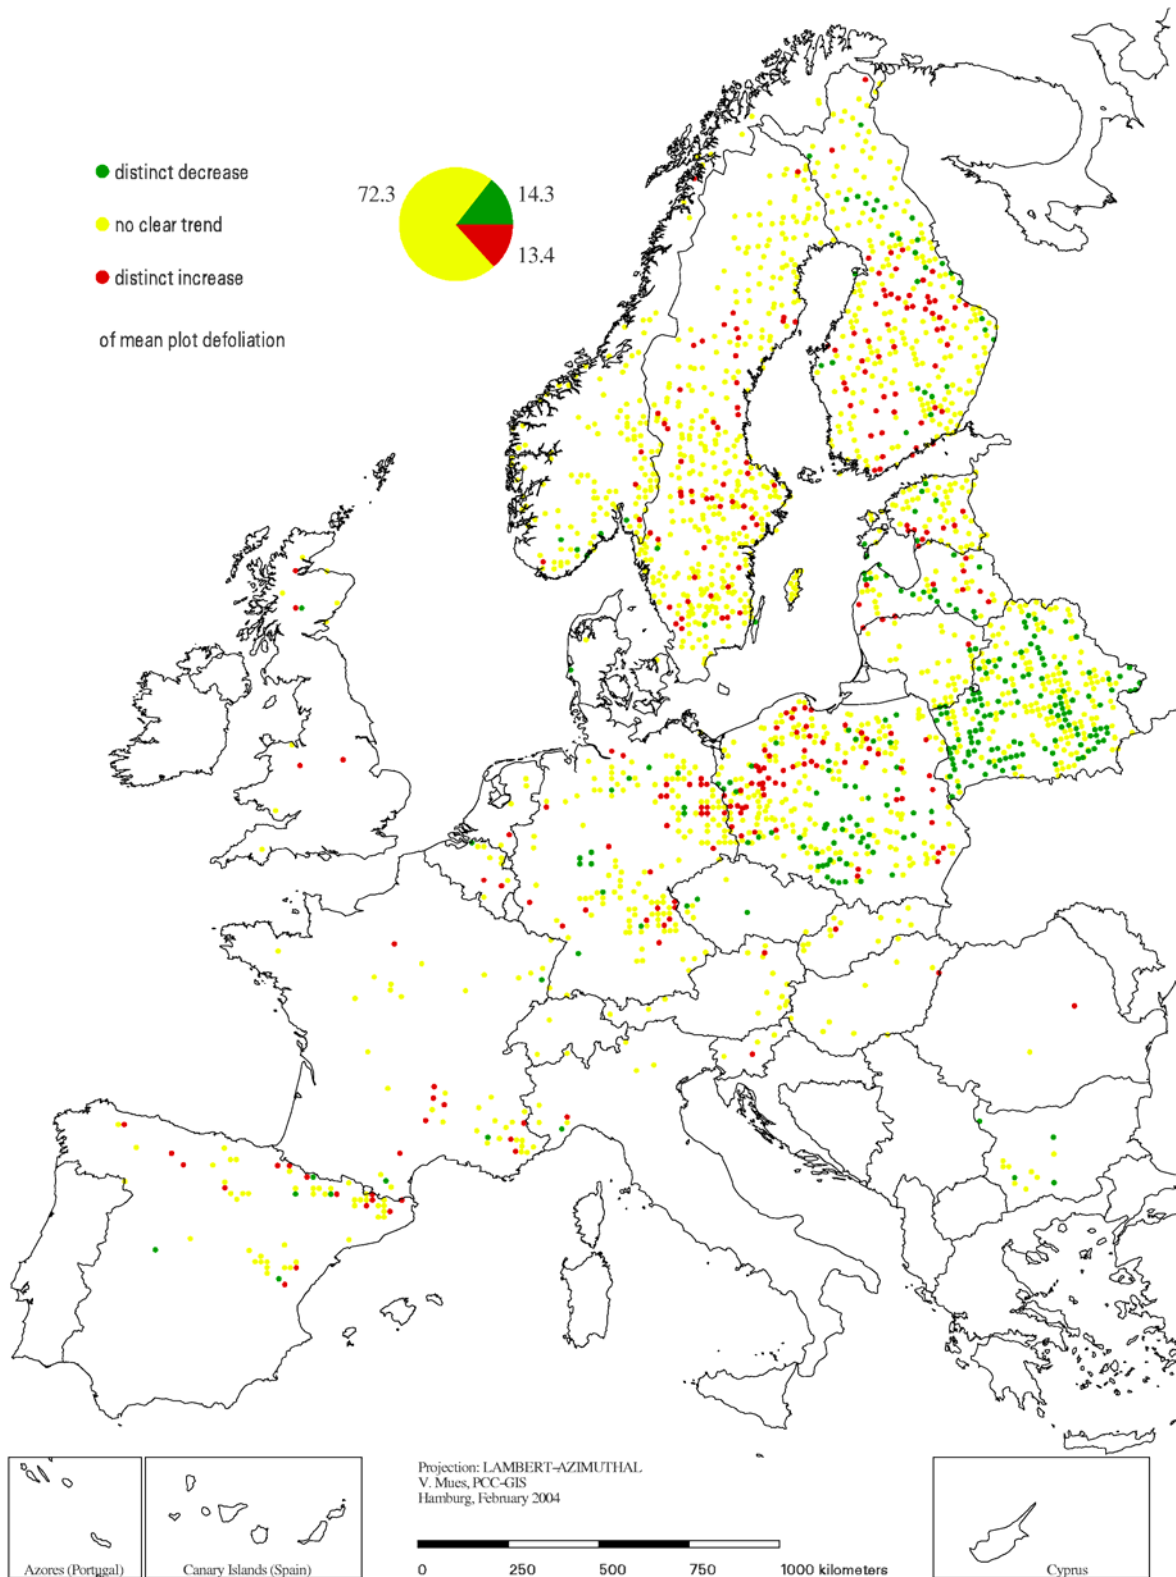 distinct decrease
no clear trend
distinct increase
of mean plot defoliation
72.3
14.3
13.4
Projection: LAMBERT-AZIMUTHAL
V. Mues, PCC-GIS
Hamburg, February 2004
0 250 500 750 1000 kilometers
Azores (Portugal)
Canary Islands (Spain)
Cyprus